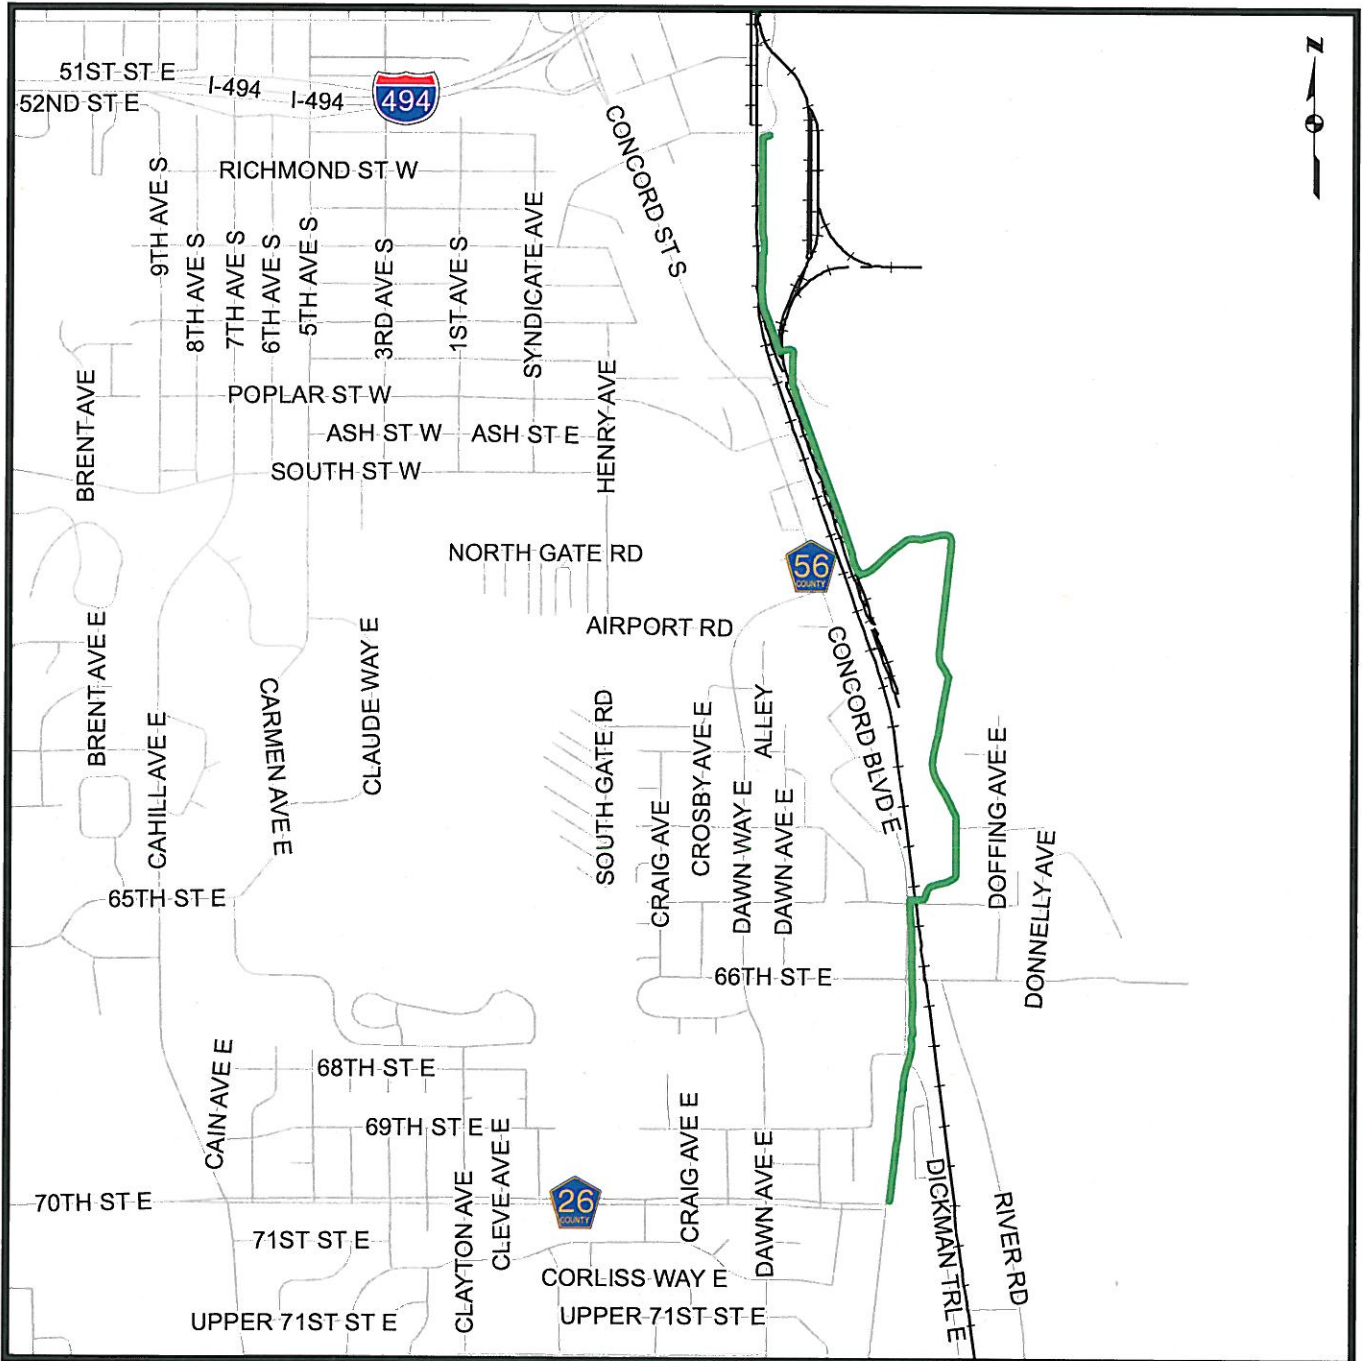 N
51ST ST E
I-494
I-494
494
52ND ST E
CONCORD ST S
RICHMOND ST W
9TH AVE S
8TH AVE S
7TH AVE S
6TH AVE S
5TH AVE S
3RD AVE S
1ST AVE S
SYNDICATE AVE
HENRY AVE
BRENT AVE
POPLAR ST W
ASH ST W
ASH ST E
SOUTH ST W
NORTH GATE RD
56
COUNTY
AIRPORT RD
BRENT AVE E
CAHILL AVE E
CARMEN AVE E
CLAUDE WAY E
SOUTH GATE RD
CRAIG AVE
CROSBY AVE E
DAWN WAY E
ALLEY
DAWN AVE E
CONCORD BLVD E
DOFFING AVE E
DONNELLY AVE
65TH ST E
66TH ST E
CAIN AVE E
68TH ST E
69TH ST E
CLAYTON AVE
CLEVE AVE E
CRAIG AVE E
DAWN AVE E
70TH ST E
26
COUNTY
71ST ST E
CORLISS WAY E
UPPER 71ST ST E
UPPER 71ST ST E
DICKMAN TRL E
RIVER RD